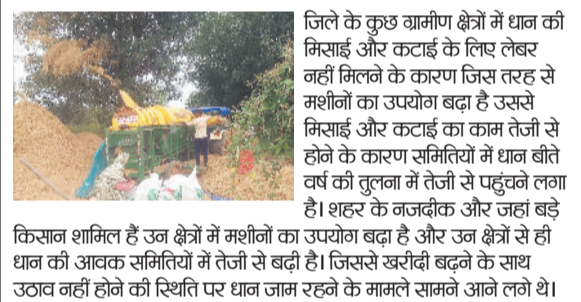 जिले के कुछ ग्रामीण क्षेत्रों में धान की
मिसाई और कटाई के लिए लेबर
नहीं मिलने के कारण जिस तरह से
मशीनों का उपयोग बढ़ा है उससे
मिसाई और कटाई का काम तेजी से
होने के कारण समितियों में धान बीते
वर्ष की तुलना में तेजी से पहुंचने लगा
है। शहर के नजदीक और जहां बड़े
किसान शामिल हैं उन क्षेत्रों में मशीनों का उपयोग बढ़ा है और उन क्षेत्रों से ही
धान की आवक समितियों में तेजी से बढ़ी है। जिससे खरीदी बढ़ने के साथ
उठाव नहीं होने की स्थिति पर धान जाम रहने के मामले सामने आने लगे थे।